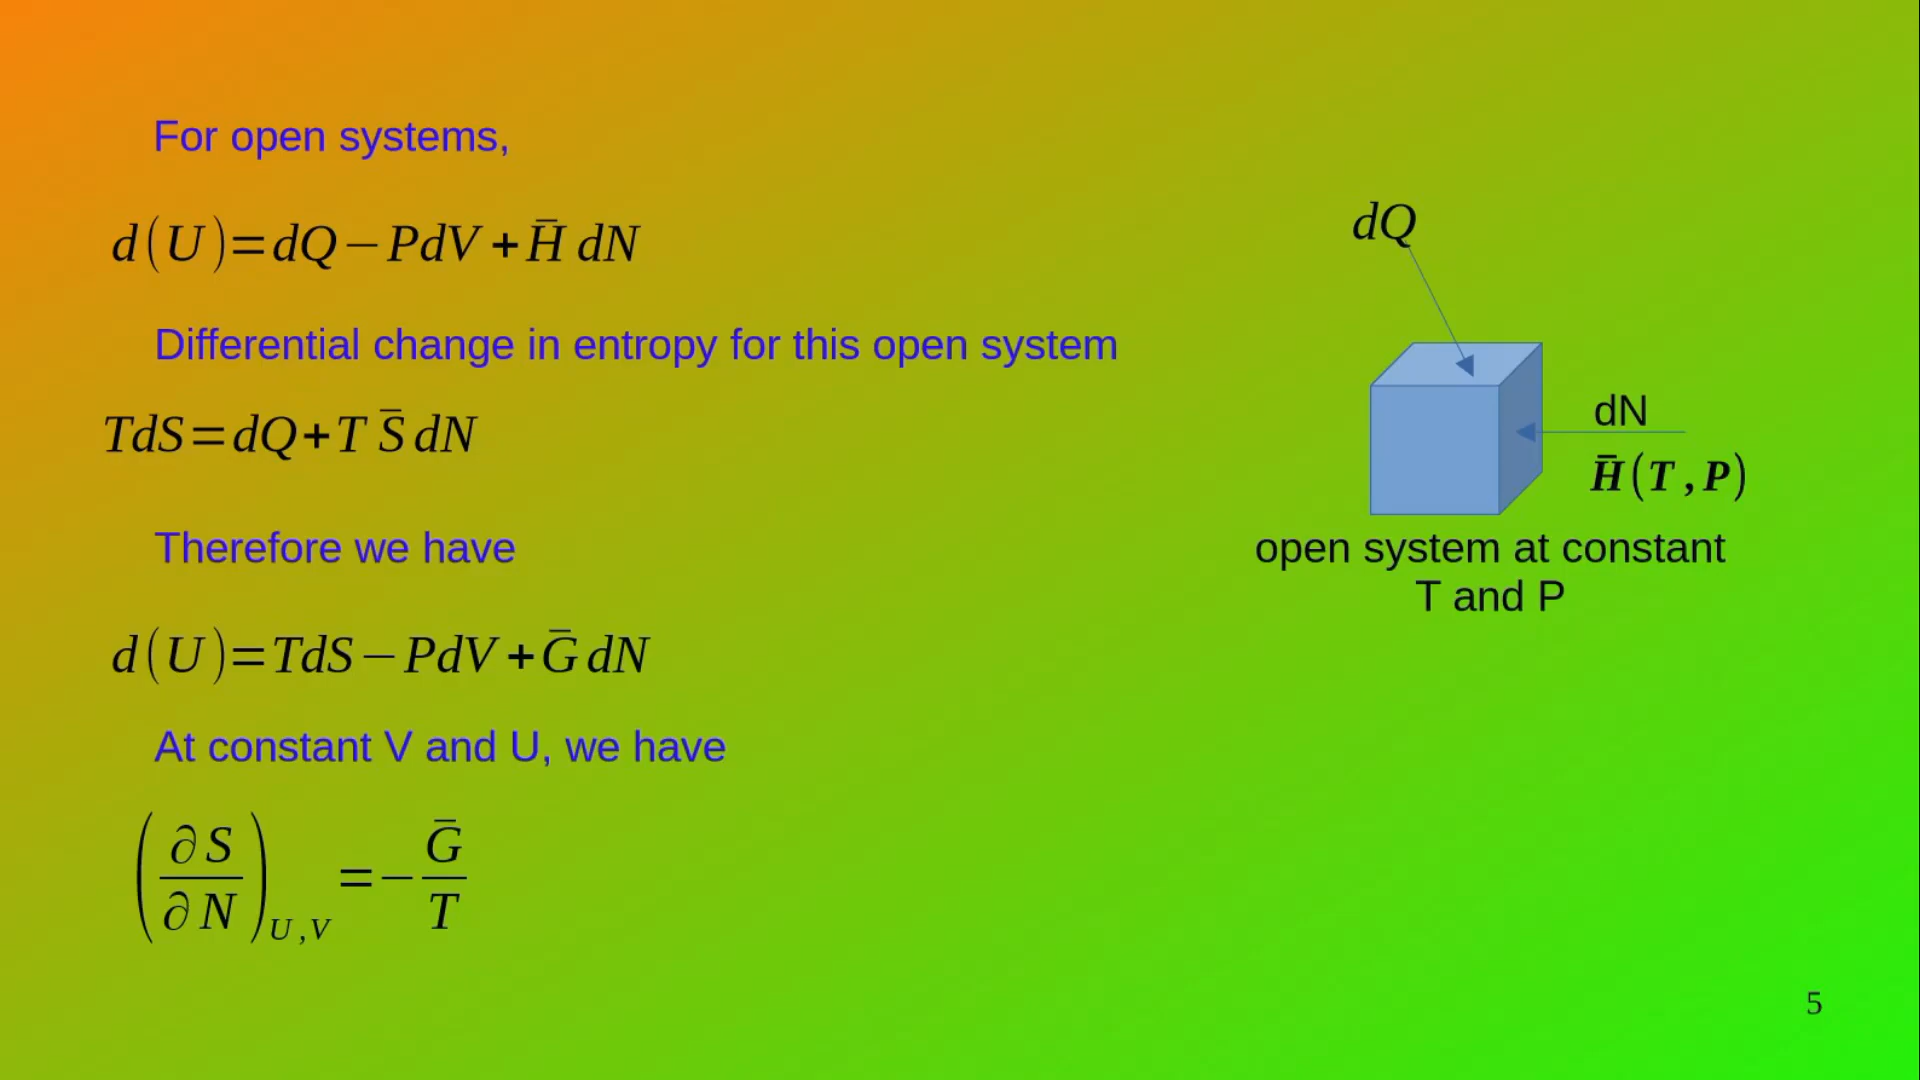 For open systems,
d(U)=dQ−PdV+H̄ dN
Differential change in entropy for this open system
TdS=dQ+T S̄ dN
Therefore we have
d(U)=TdS−PdV+Ḡ dN
At constant V and U, we have
(∂S/∂N)_{U,V}=−Ḡ/T
dQ
dN
H̄(T,P)
open system at constant
T and P
5